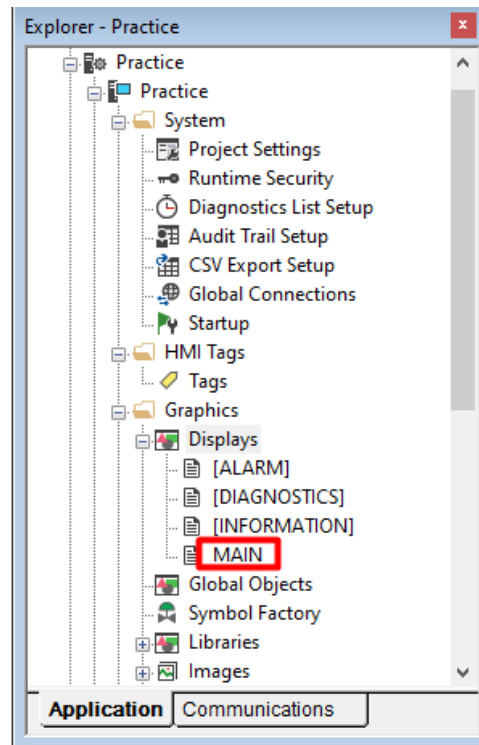 Explorer - Practice
x
Practice
Practice
System
Project Settings
Runtime Security
Diagnostics List Setup
Audit Trail Setup
CSV Export Setup
Global Connections
Startup
HMI Tags
Tags
Graphics
Displays
[ALARM]
[DIAGNOSTICS]
[INFORMATION]
MAIN
Global Objects
Symbol Factory
Libraries
Images
Application Communications